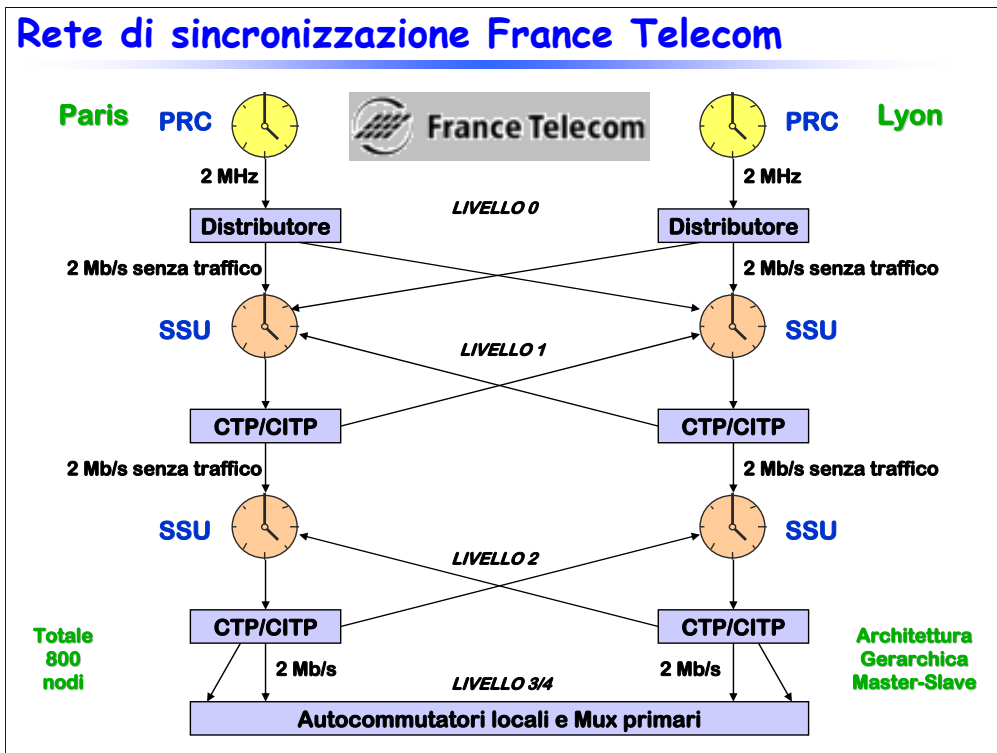 Rete di sincronizzazione France Telecom
Paris
PRC
France Telecom
PRC
Lyon
2 MHz
2 MHz
LIVELLO 0
Distributore
Distributore
2 Mb/s senza traffico
2 Mb/s senza traffico
SSU
SSU
LIVELLO 1
CTP/CITP
CTP/CITP
2 Mb/s senza traffico
2 Mb/s senza traffico
SSU
SSU
LIVELLO 2
CTP/CITP
CTP/CITP
Totale
800
nodi
2 Mb/s
2 Mb/s
Architettura
Gerarchica
Master-Slave
LIVELLO 3/4
Autocommutatori locali e Mux primari